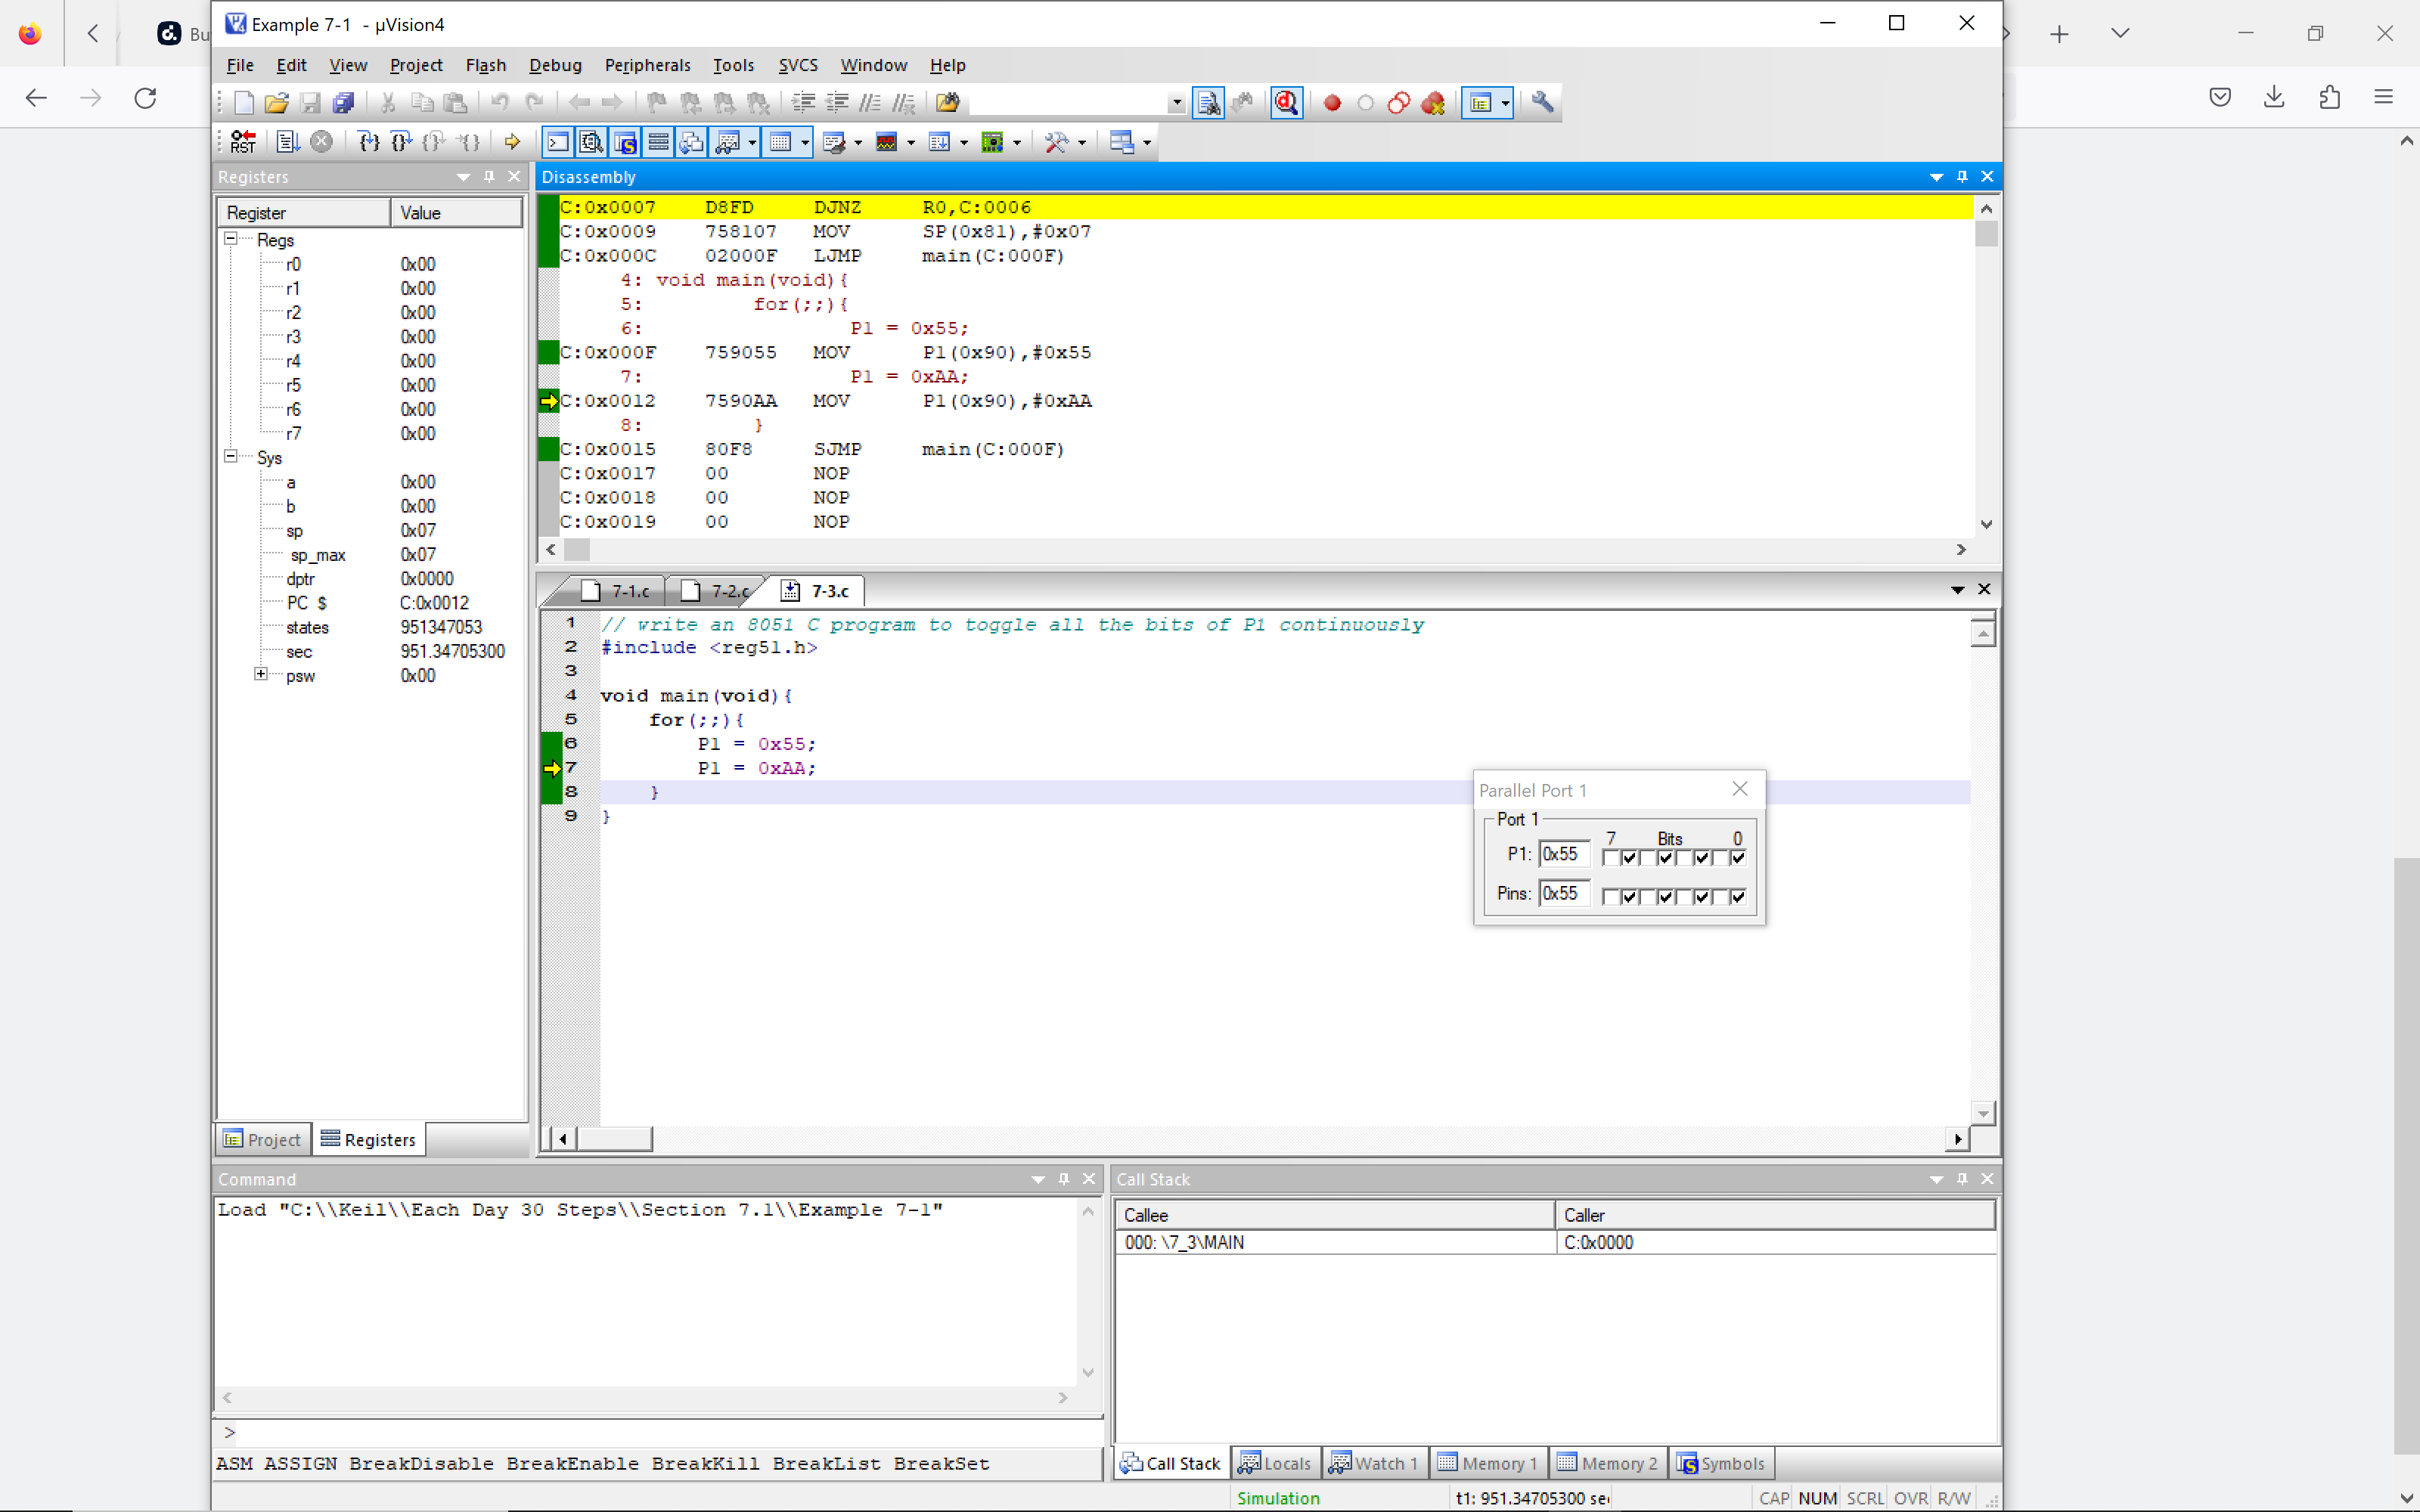 Bu
Example 7-1 - µVision4
File Edit View Project Flash Debug Peripherals Tools SVCS Window Help
RST
Registers
Register Value
Regs
r0 0x00
r1 0x00
r2 0x00
r3 0x00
r4 0x00
r5 0x00
r6 0x00
r7 0x00
Sys
a 0x00
b 0x00
sp 0x07
sp_max 0x07
dptr 0x0000
PC $ C:0x0012
states 951347053
sec 951.34705300
psw 0x00
Project Registers
Disassembly
C:0x0007 D8FD DJNZ R0,C:0006
C:0x0009 758107 MOV SP(0x81),#0x07
C:0x000C 02000F LJMP main(C:000F)
4: void main(void){
5: for(;;){
6: P1 = 0x55;
C:0x000F 759055 MOV P1(0x90),#0x55
7: P1 = 0xAA;
C:0x0012 7590AA MOV P1(0x90),#0xAA
8: }
C:0x0015 80F8 SJMP main(C:000F)
C:0x0017 00 NOP
C:0x0018 00 NOP
C:0x0019 00 NOP
7-1.c 7-2.c 7-3.c
1 // write an 8051 C program to toggle all the bits of P1 continuously
2 #include <reg51.h>
3
4 void main(void){
5 for(;;){
6 P1 = 0x55;
7 P1 = 0xAA;
8 }
9 }
Parallel Port 1
Port 1
7 Bits 0
P1: 0x55
Pins: 0x55
Command
Load "C:\\Keil\\Each Day 30 Steps\\Section 7.1\\Example 7-1"
>
ASM ASSIGN BreakDisable BreakEnable BreakKill BreakList BreakSet
Call Stack
Callee Caller
000: \7_3\MAIN C:0x0000
Call Stack Locals Watch 1 Memory 1 Memory 2 Symbols
Simulation t1: 951.34705300 se CAP NUM SCRL OVR R/W